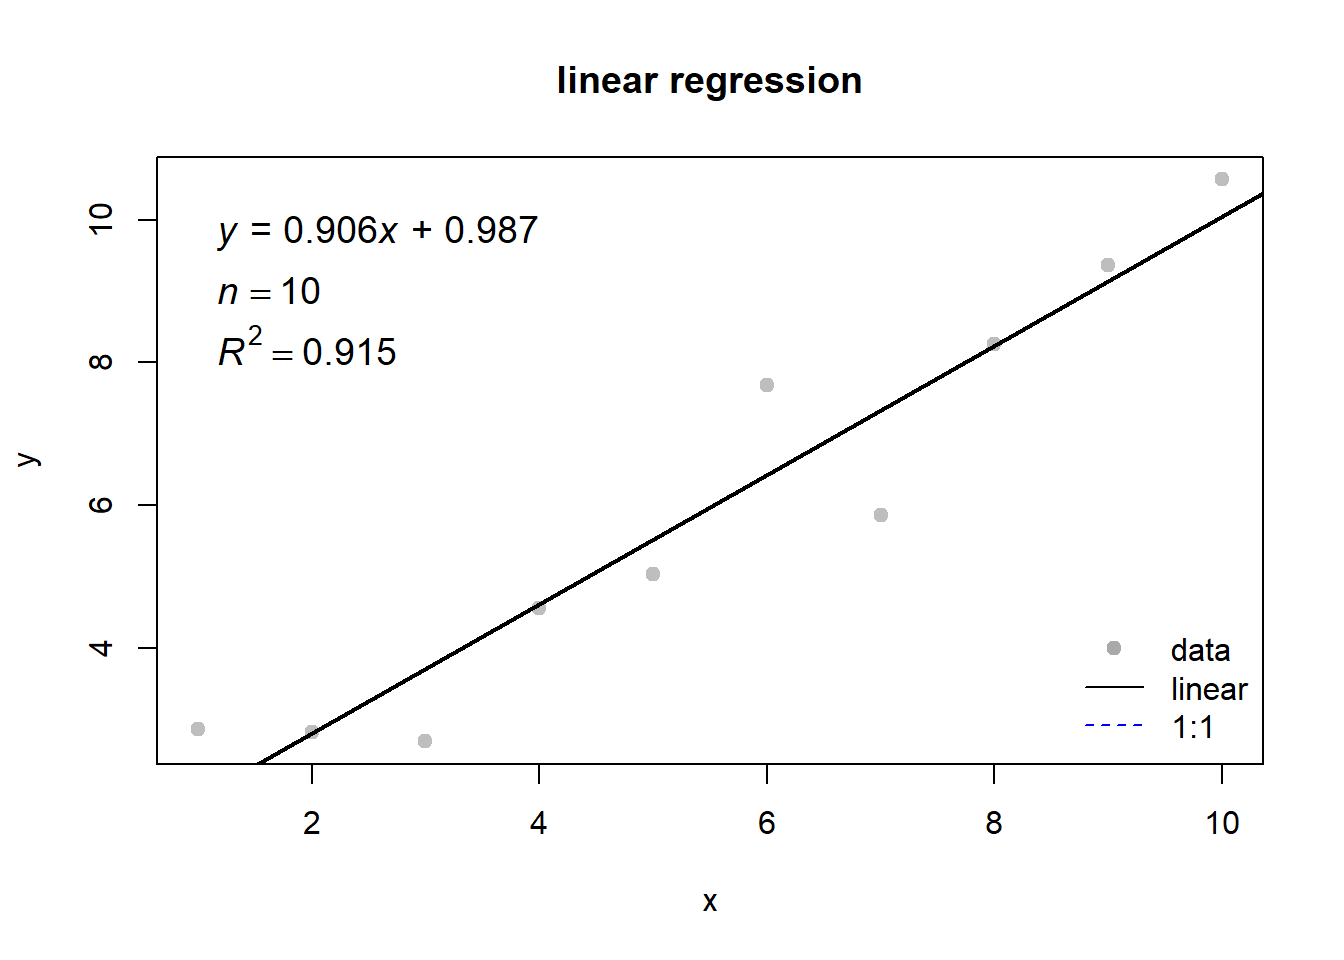 linear regression
y = 0.906x + 0.987
n = 10
R² = 0.915
10
8
6
4
y
data
linear
1:1
2 4 6 8 10
x